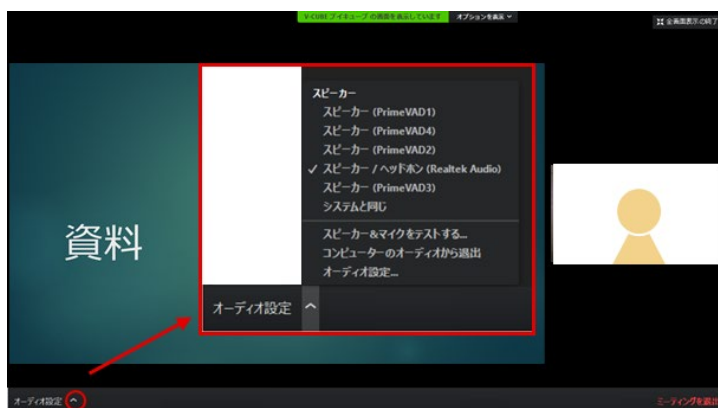 V-CUBE ブイキューブ の画面を表示しています オプションを表示
全画面表示の終了
資料
スピーカー
スピーカー (PrimeVAD1)
スピーカー (PrimeVAD4)
スピーカー (PrimeVAD2)
✓ スピーカー / ヘッドホン (Realtek Audio)
スピーカー (PrimeVAD3)
システムと同じ
スピーカー&マイクをテストする...
コンピューターのオーディオから退出
オーディオ設定...
オーディオ設定
オーディオ設定
ミーティングを退出